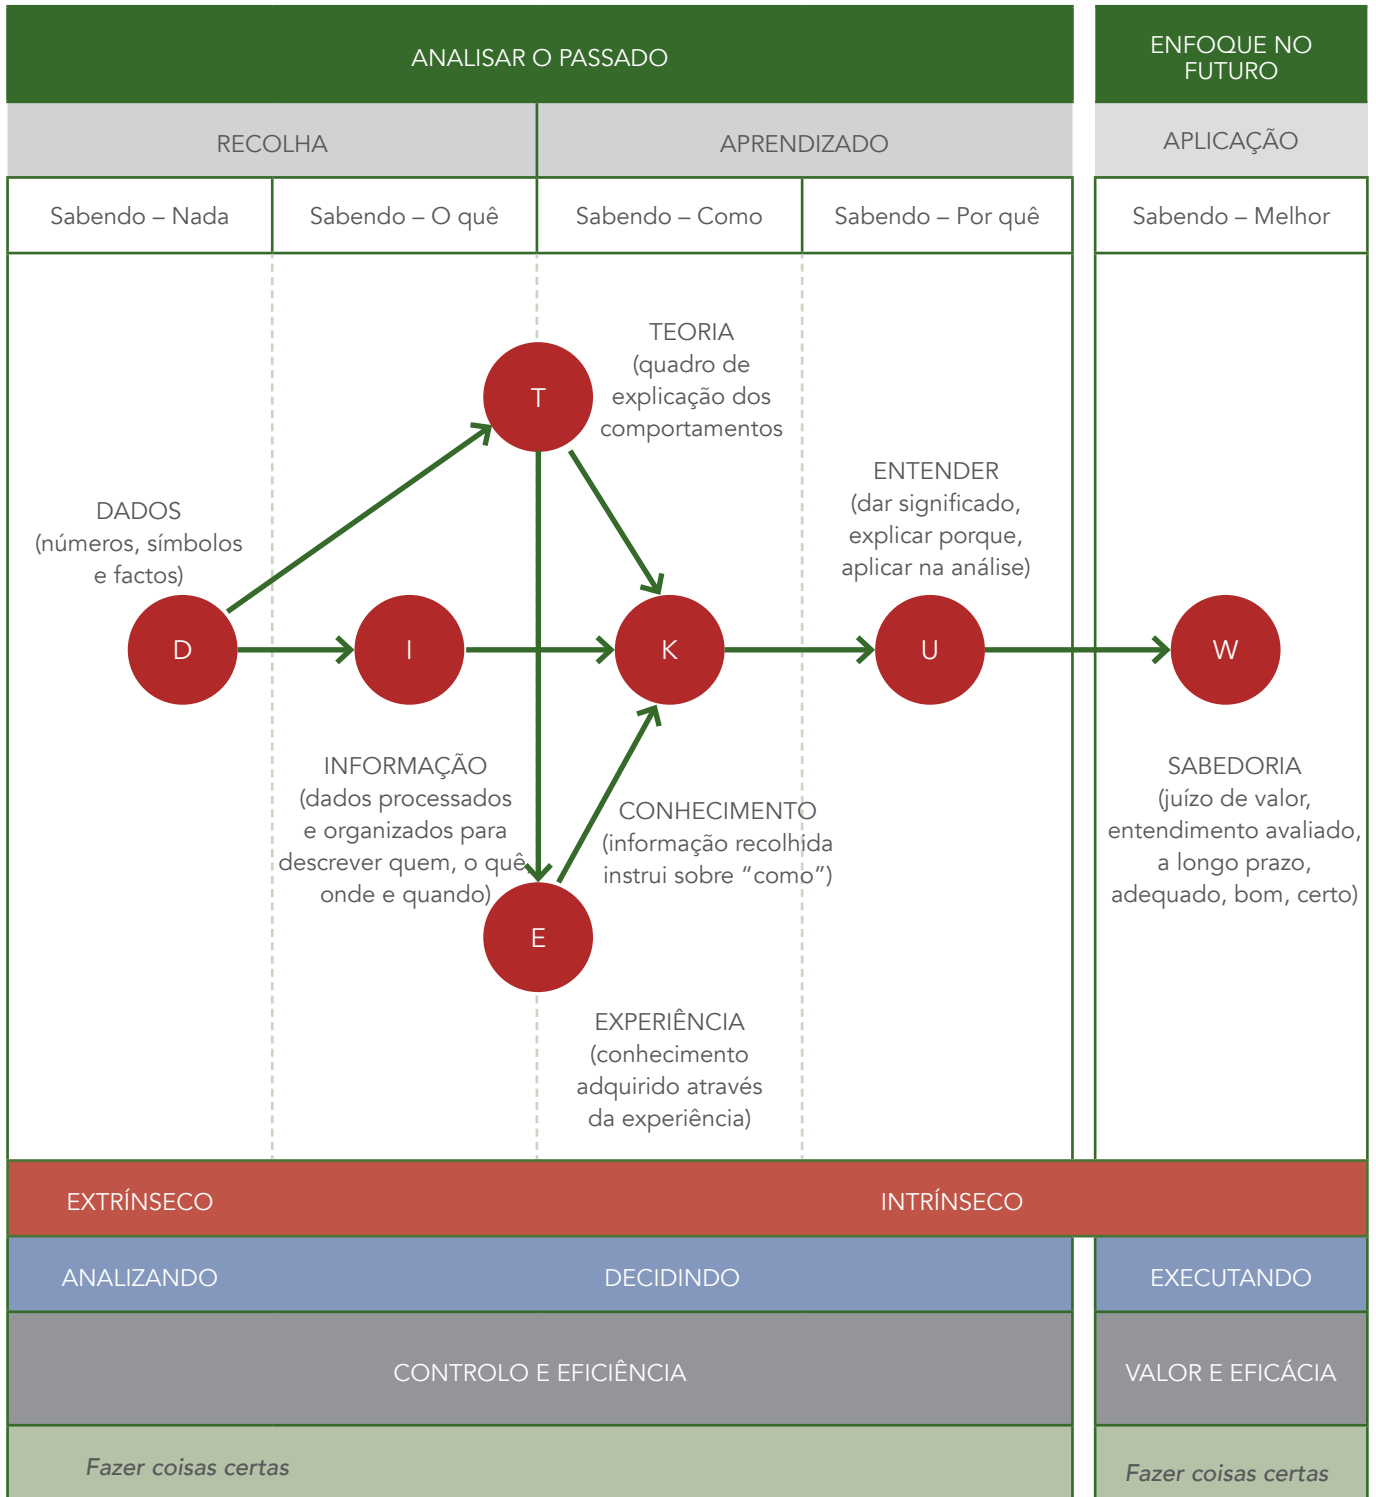 ANALISAR O PASSADO
ENFOQUE NO
FUTURO
RECOLHA
APRENDIZADO
APLICAÇÃO
Sabendo – Nada
Sabendo – O quê
Sabendo – Como
Sabendo – Por quê
Sabendo – Melhor
TEORIA
(quadro de
explicação dos
comportamentos
T
ENTENDER
(dar significado,
explicar porque,
aplicar na análise)
DADOS
(números, símbolos
e factos)
D
I
K
U
W
INFORMAÇÃO
(dados processados
e organizados para
descrever quem, o quê,
onde e quando)
CONHECIMENTO
(informação recolhida
instrui sobre “como”)
SABEDORIA
(juízo de valor,
entendimento avaliado,
a longo prazo,
adequado, bom, certo)
E
EXPERIÊNCIA
(conhecimento
adquirido através
da experiência)
EXTRÍNSECO
INTRÍNSECO
ANALIZANDO
DECIDINDO
EXECUTANDO
CONTROLO E EFICIÊNCIA
VALOR E EFICÁCIA
Fazer coisas certas
Fazer coisas certas